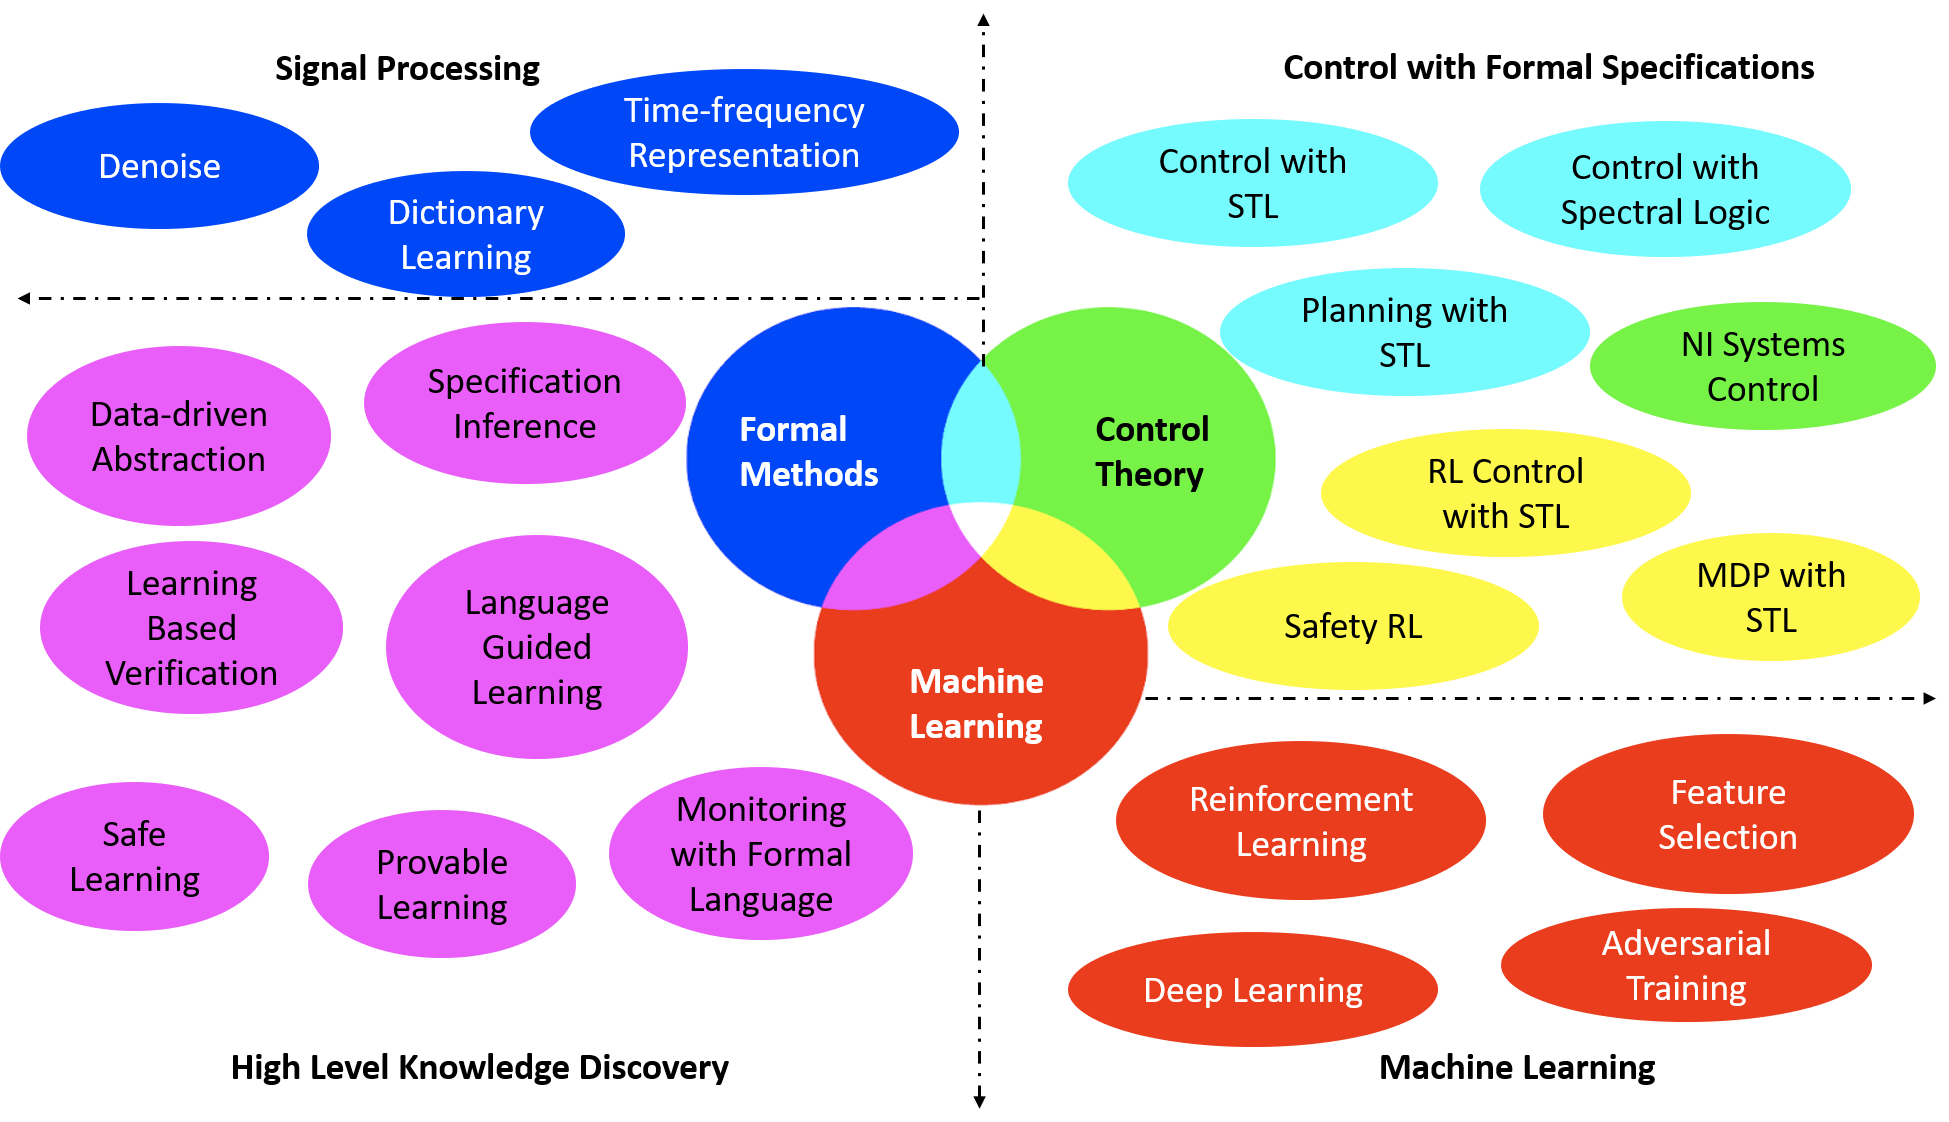 Signal Processing
Denoise
Time-frequency
Representation
Dictionary
Learning
Control with Formal Specifications
Control with
STL
Control with
Spectral Logic
Planning with
STL
NI Systems
Control
RL Control
with STL
MDP with
STL
Safety RL
Formal
Methods
Control
Theory
Machine
Learning
Data-driven
Abstraction
Specification
Inference
Learning
Based
Verification
Language
Guided
Learning
Safe
Learning
Provable
Learning
Monitoring
with Formal
Language
High Level Knowledge Discovery
Reinforcement
Learning
Feature
Selection
Deep Learning
Adversarial
Training
Machine Learning